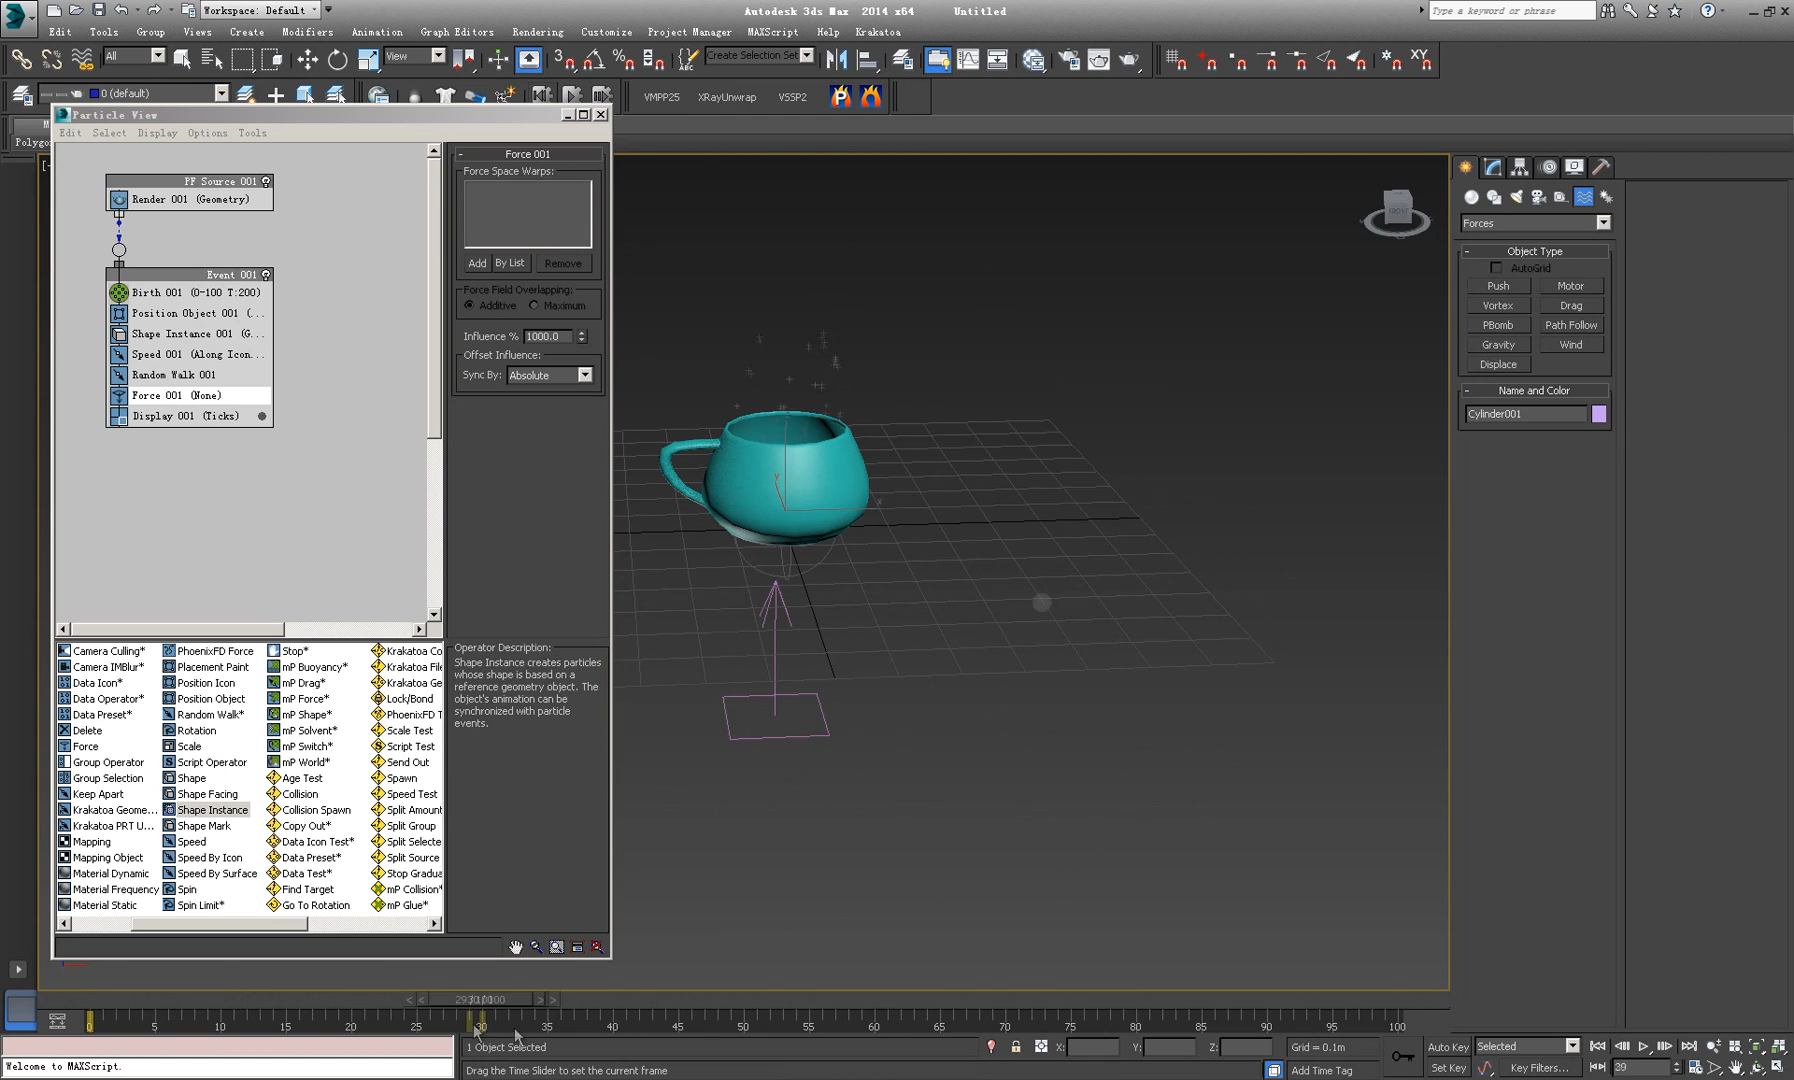 Workspace: Default
Autodesk 3ds Max 2014 x64 Untitled
Type a keyword or phrase
Edit Tools Group Views Create Modifiers Animation Graph Editors Rendering Customize Project Manager MAXScript Help Krakatoa
All
View
Create Selection Set
XY
0 (default)
VMPP25 XRayUnwrap VSSP2
Particle View
Edit Select Display Options Tools
PF Source 001
Render 001 (Geometry)
Event 001
Birth 001 (0-100 T:200)
Position Object 001 (...
Shape Instance 001 (G...
Speed 001 (Along Icon...
Random Walk 001
Force 001 (None)
Display 001 (Ticks)
Force 001
Force Space Warps:
Add By List Remove
Force Field Overlapping:
Additive Maximum
Influence % 1000.0
Offset Influence:
Sync By: Absolute
Camera Culling* PhoenixFD Force Stop* Krakatoa Co
Camera IMBlur* Placement Paint mP Buoyancy* Krakatoa File
Data Icon* Position Icon mP Drag* Krakatoa Ge
Data Operator* Position Object mP Force* Lock/Bond
Data Preset* Random Walk* mP Shape* PhoenixFD T
Delete Rotation mP Solvent* Scale Test
Force Scale mP Switch* Script Test
Group Operator Script Operator mP World* Send Out
Group Selection Shape Age Test Spawn
Keep Apart Shape Facing Collision Speed Test
Krakatoa Geome... Shape Instance Collision Spawn Split Amount
Krakatoa PRT U... Shape Mark Copy Out* Split Group
Mapping Speed Data Icon Test* Split Selecte
Mapping Object Speed By Icon Data Preset* Split Source
Material Dynamic Speed By Surface Data Test* Stop Gradua
Material Frequency Spin Find Target mP Collision*
Material Static Spin Limit* Go To Rotation mP Glue*
Operator Description:
Shape Instance creates particles
whose shape is based on a
reference geometry object. The
object's animation can be
synchronized with particle
events.
FRONT
Forces
Object Type
AutoGrid
Push Motor
Vortex Drag
PBomb Path Follow
Gravity Wind
Displace
Name and Color
Cylinder001
0 5 10 15 20 25 30 35 40 45 50 55 60 65 70 75 80 85 90 95 100
1 Object Selected X: Y: Z: Grid = 0.1m Auto Key Selected
Welcome to MAXScript.
Drag the Time Slider to set the current frame
Add Time Tag Set Key Key Filters... 29